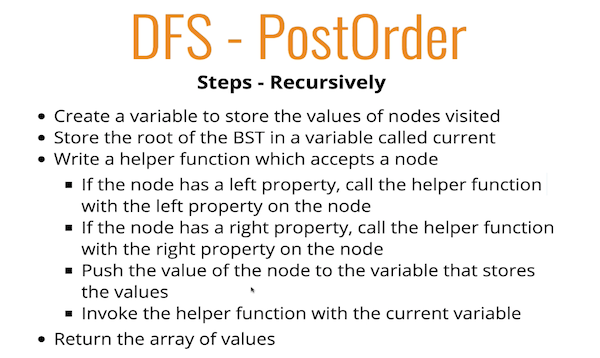 DFS - PostOrder
Steps - Recursively
• Create a variable to store the values of nodes visited
• Store the root of the BST in a variable called current
• Write a helper function which accepts a node
▪ If the node has a left property, call the helper function
with the left property on the node
▪ If the node has a right property, call the helper function
with the right property on the node
▪ Push the value of the node to the variable that stores
the values
▪ Invoke the helper function with the current variable
• Return the array of values